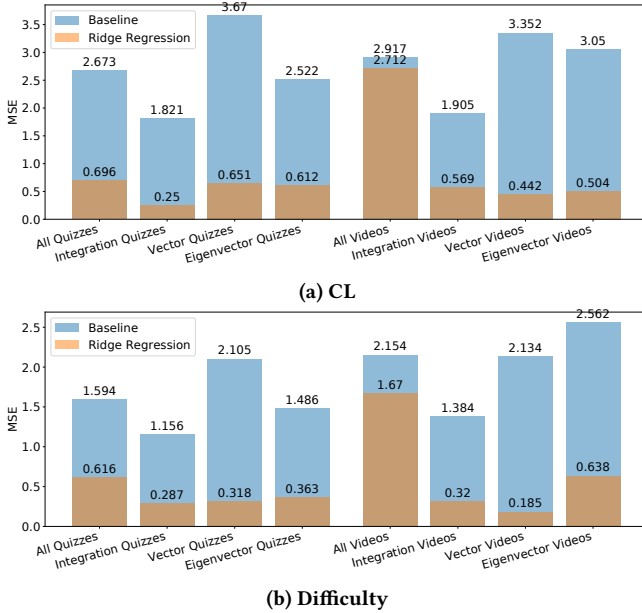 3.5
3.0
2.5
2.0
1.5
1.0
0.5
0.0
MSE
Baseline
Ridge Regression
2.673
1.821
3.67
2.522
2.917
2.712
1.905
3.352
3.05
0.696
0.25
0.651
0.612
0.569
0.442
0.504
All Quizzes
Integration Quizzes
Vector Quizzes
Eigenvector Quizzes
All Videos
Integration Videos
Vector Videos
Eigenvector Videos
(a) CL
2.5
2.0
1.5
1.0
0.5
0.0
MSE
Baseline
Ridge Regression
1.594
1.156
2.105
1.486
2.154
1.67
1.384
2.134
2.562
0.616
0.287
0.318
0.363
0.32
0.185
0.638
All Quizzes
Integration Quizzes
Vector Quizzes
Eigenvector Quizzes
All Videos
Integration Videos
Vector Videos
Eigenvector Videos
(b) Difficulty